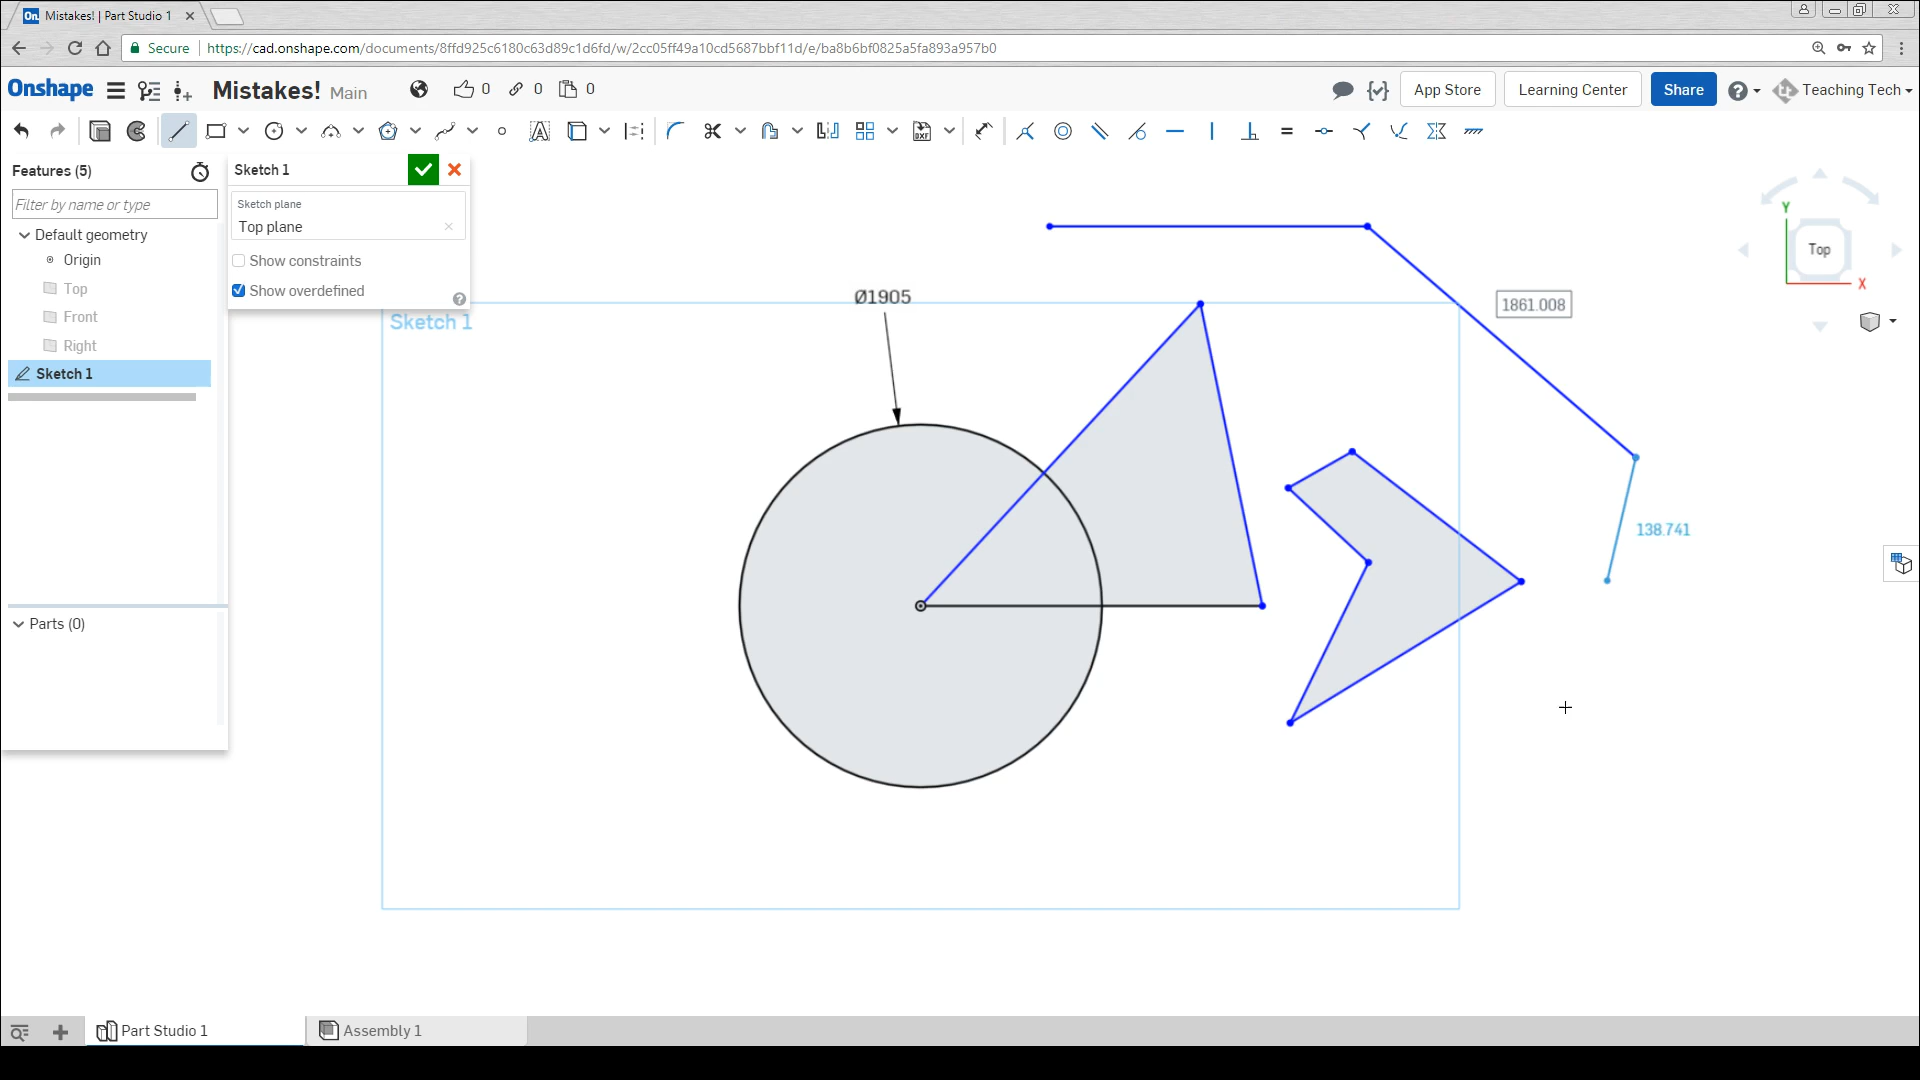 On Mistakes! | Part Studio 1
Secure https://cad.onshape.com/documents/8ffd925c6180c63d89c1d6fd/w/2cc05ff49a10cd5687bbf11d/e/ba8b6bf0825a5fa893a957b0
Onshape Mistakes! Main 0 0 0 App Store Learning Center Share Teaching Tech
Features (5)
Filter by name or type
Default geometry
Origin
Top
Front
Right
Sketch 1
Parts (0)
Sketch 1
Sketch plane
Top plane
Show constraints
Show overdefined
Sketch 1
Ø1905
1861.008
138.741
Y
Top
X
Part Studio 1
Assembly 1